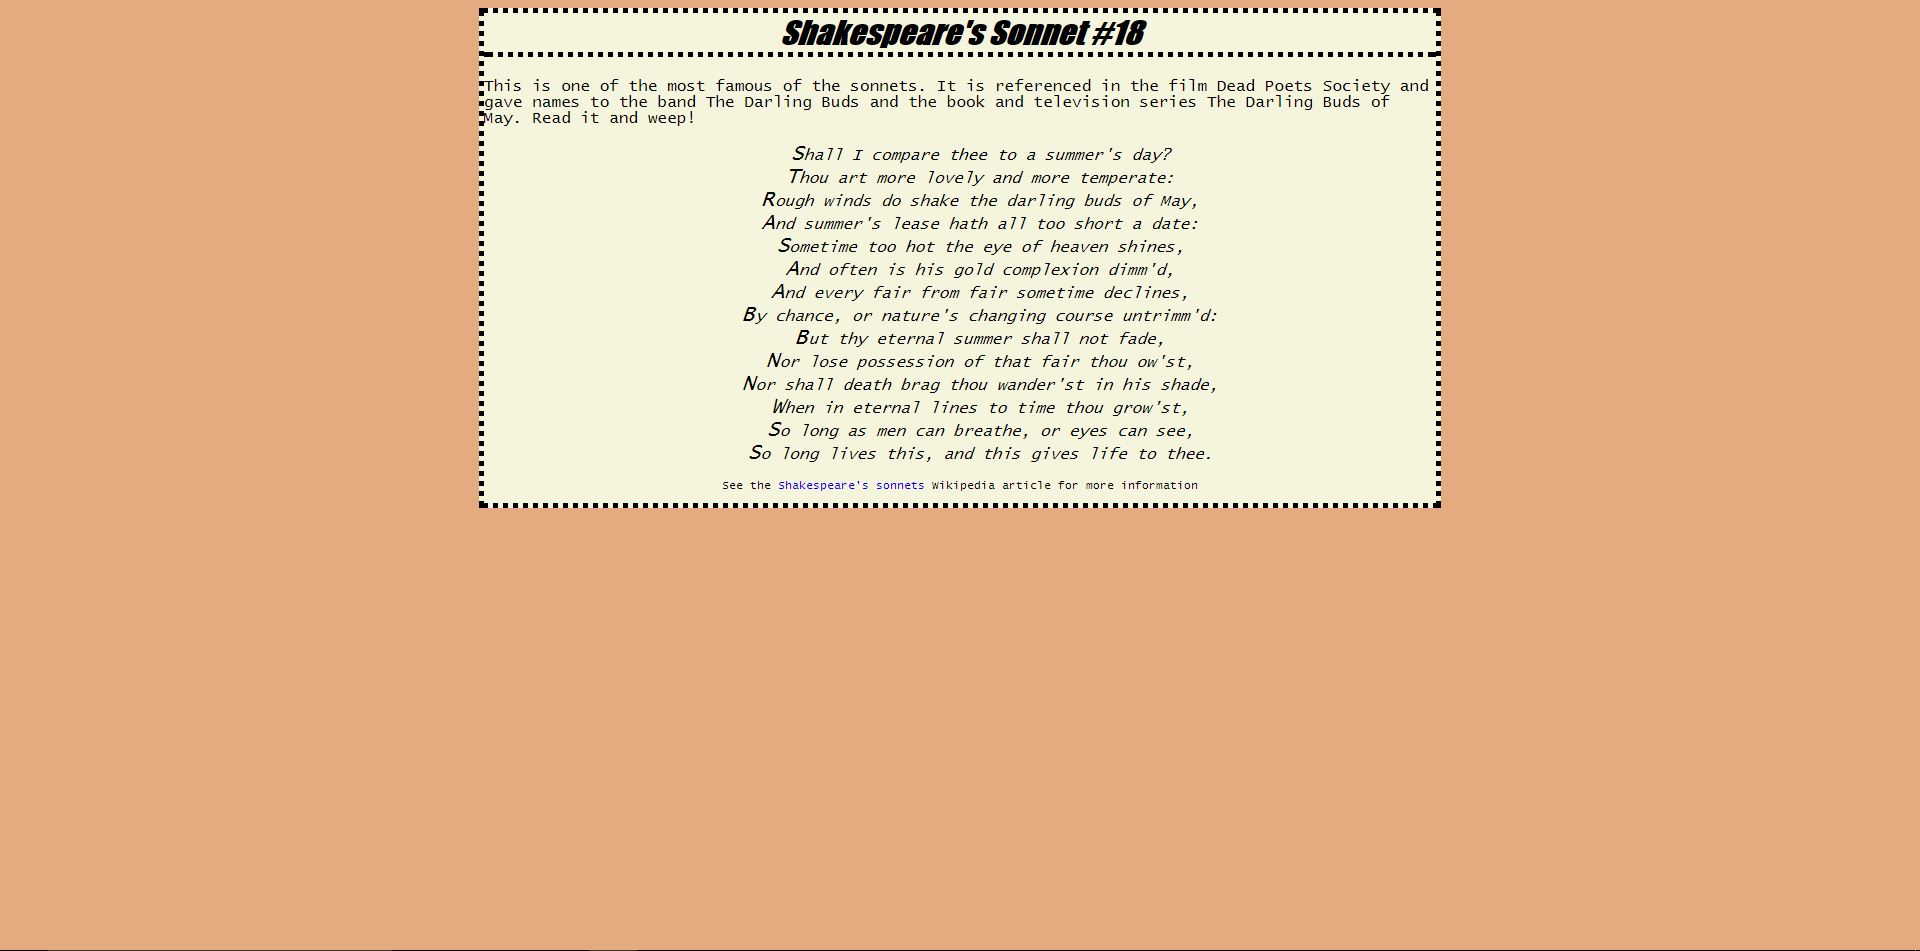 Shakespeare's Sonnet #18
This is one of the most famous of the sonnets. It is referenced in the film Dead Poets Society and
gave names to the band The Darling Buds and the book and television series The Darling Buds of
May. Read it and weep!
Shall I compare thee to a summer's day?
Thou art more lovely and more temperate:
Rough winds do shake the darling buds of May,
And summer's lease hath all too short a date:
Sometime too hot the eye of heaven shines,
And often is his gold complexion dimm'd,
And every fair from fair sometime declines,
By chance, or nature's changing course untrimm'd:
But thy eternal summer shall not fade,
Nor lose possession of that fair thou ow'st,
Nor shall death brag thou wander'st in his shade,
When in eternal lines to time thou grow'st,
So long as men can breathe, or eyes can see,
So long lives this, and this gives life to thee.
See the Shakespeare's sonnets Wikipedia article for more information